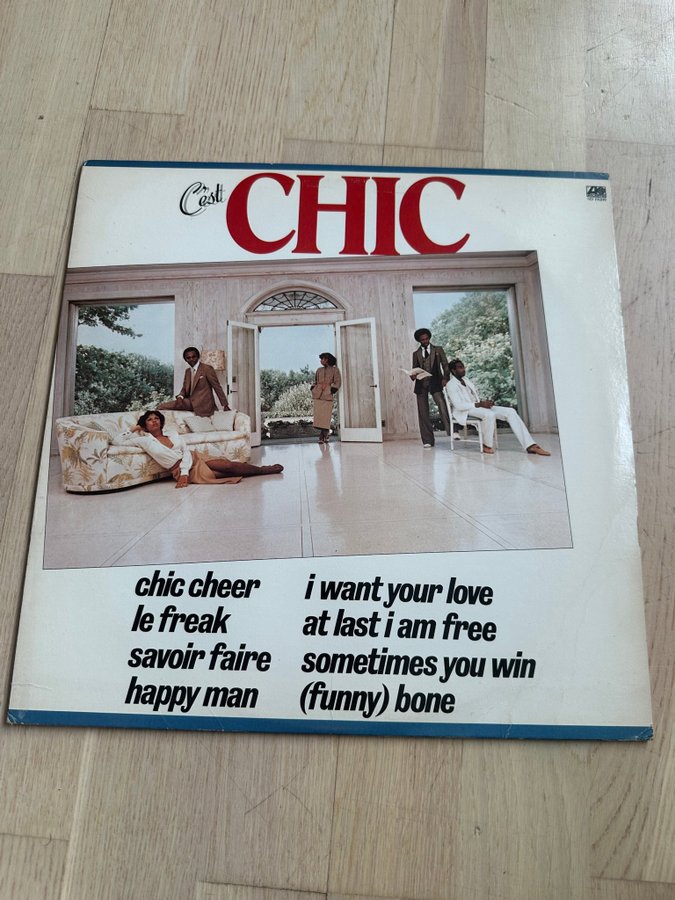 C'est
CHIC
chic cheer
le freak
savoir faire
happy man
i want your love
at last i am free
sometimes you win
(funny) bone